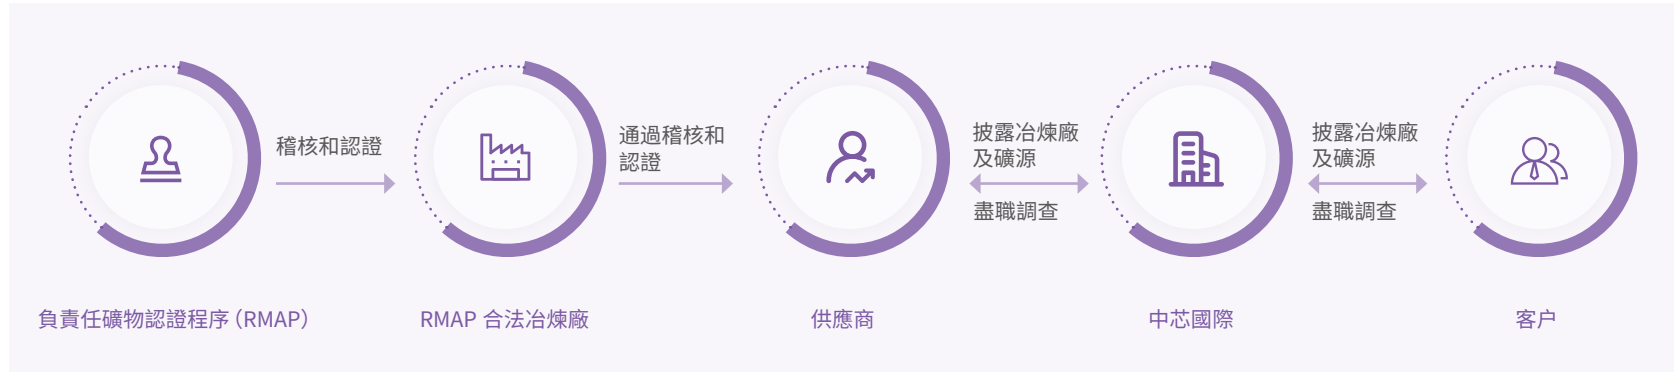 稽核和認證
通過稽核和
認證
披露冶煉廠
及礦源
盡職調查
披露冶煉廠
及礦源
盡職調查
負責任礦物認證程序（RMAP）
RMAP 合法冶煉廠
供應商
中芯國際
客户